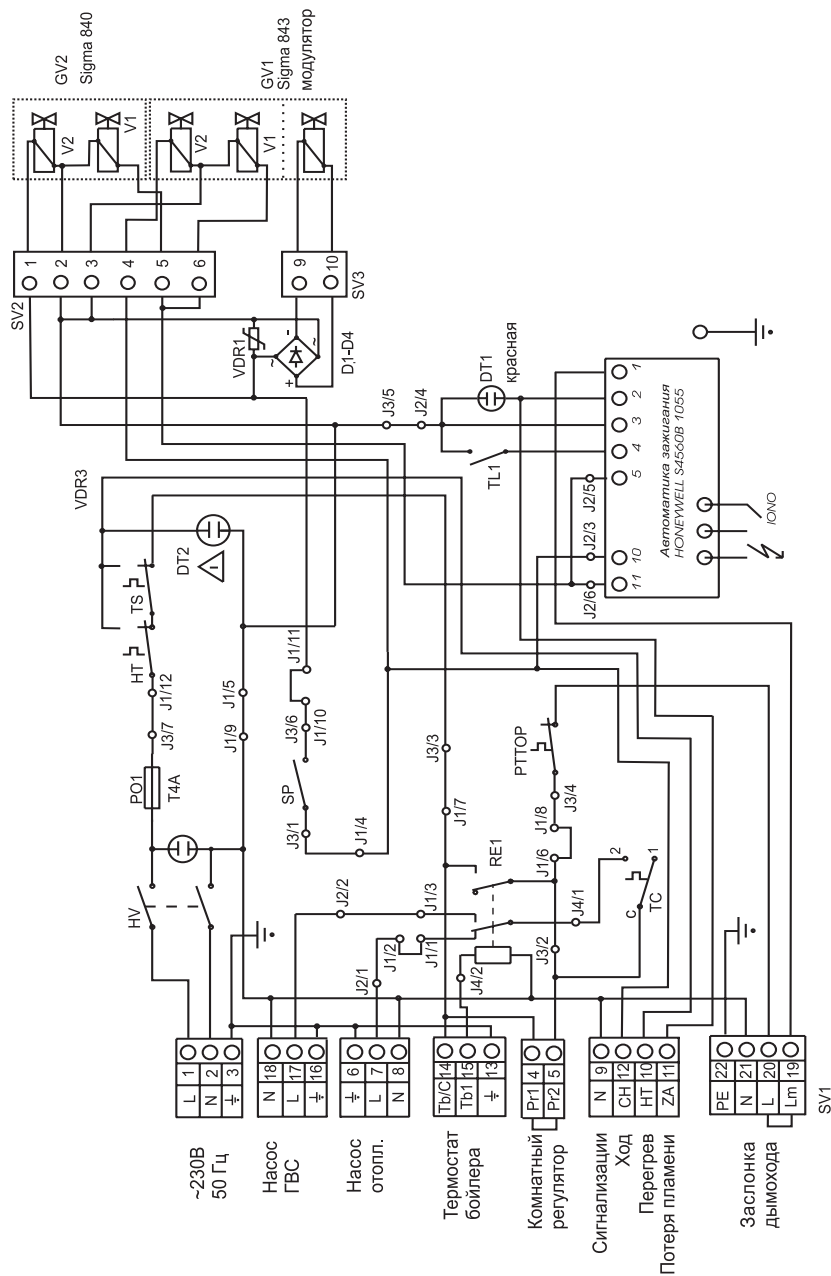 GV2
Sigma 840
GV1
Sigma 843
модулятор
V2
V1
V2
V1
SV2
1
2
3
4
5
6
9
10
SV3
VDR1
~
-
+
~
D1-D4
J3/5
J2/4
DT1
красная
TL1
1
2
3
4
5
10
11
J2/5
J2/3
J2/6
Автоматика зажигания
HONEYWELL S4560B 1055
IONO
VDR3
DT2
TS
HT
J1/12
J3/7
PO1
T4A
J1/5
J1/9
J1/11
J3/6
J1/10
SP
J3/1
J1/4
J3/3
J1/7
PTTOP
J3/4
J1/8
J1/6
RE1
HV
J2/2
J1/3
J1/2
J1/1
J2/1
J4/2
J4/1
J3/2
2
1
C
TC
L 1
N 2
3
~230В
50 Гц
N 18
L 17
16
Насос
ГВС
6
L 7
N 8
Насос
отопл.
Tb/C 14
Tb1 15
13
Термостат
бойлера
Pr1 4
Pr2 5
Комнатный
регулятор
N 9
CH 12
HT 10
ZA 11
Сигнализации
Ход
Перегрев
Потеря пламени
PE 22
N 21
L 20
Lm 19
SV1
Заслонка
дымохода